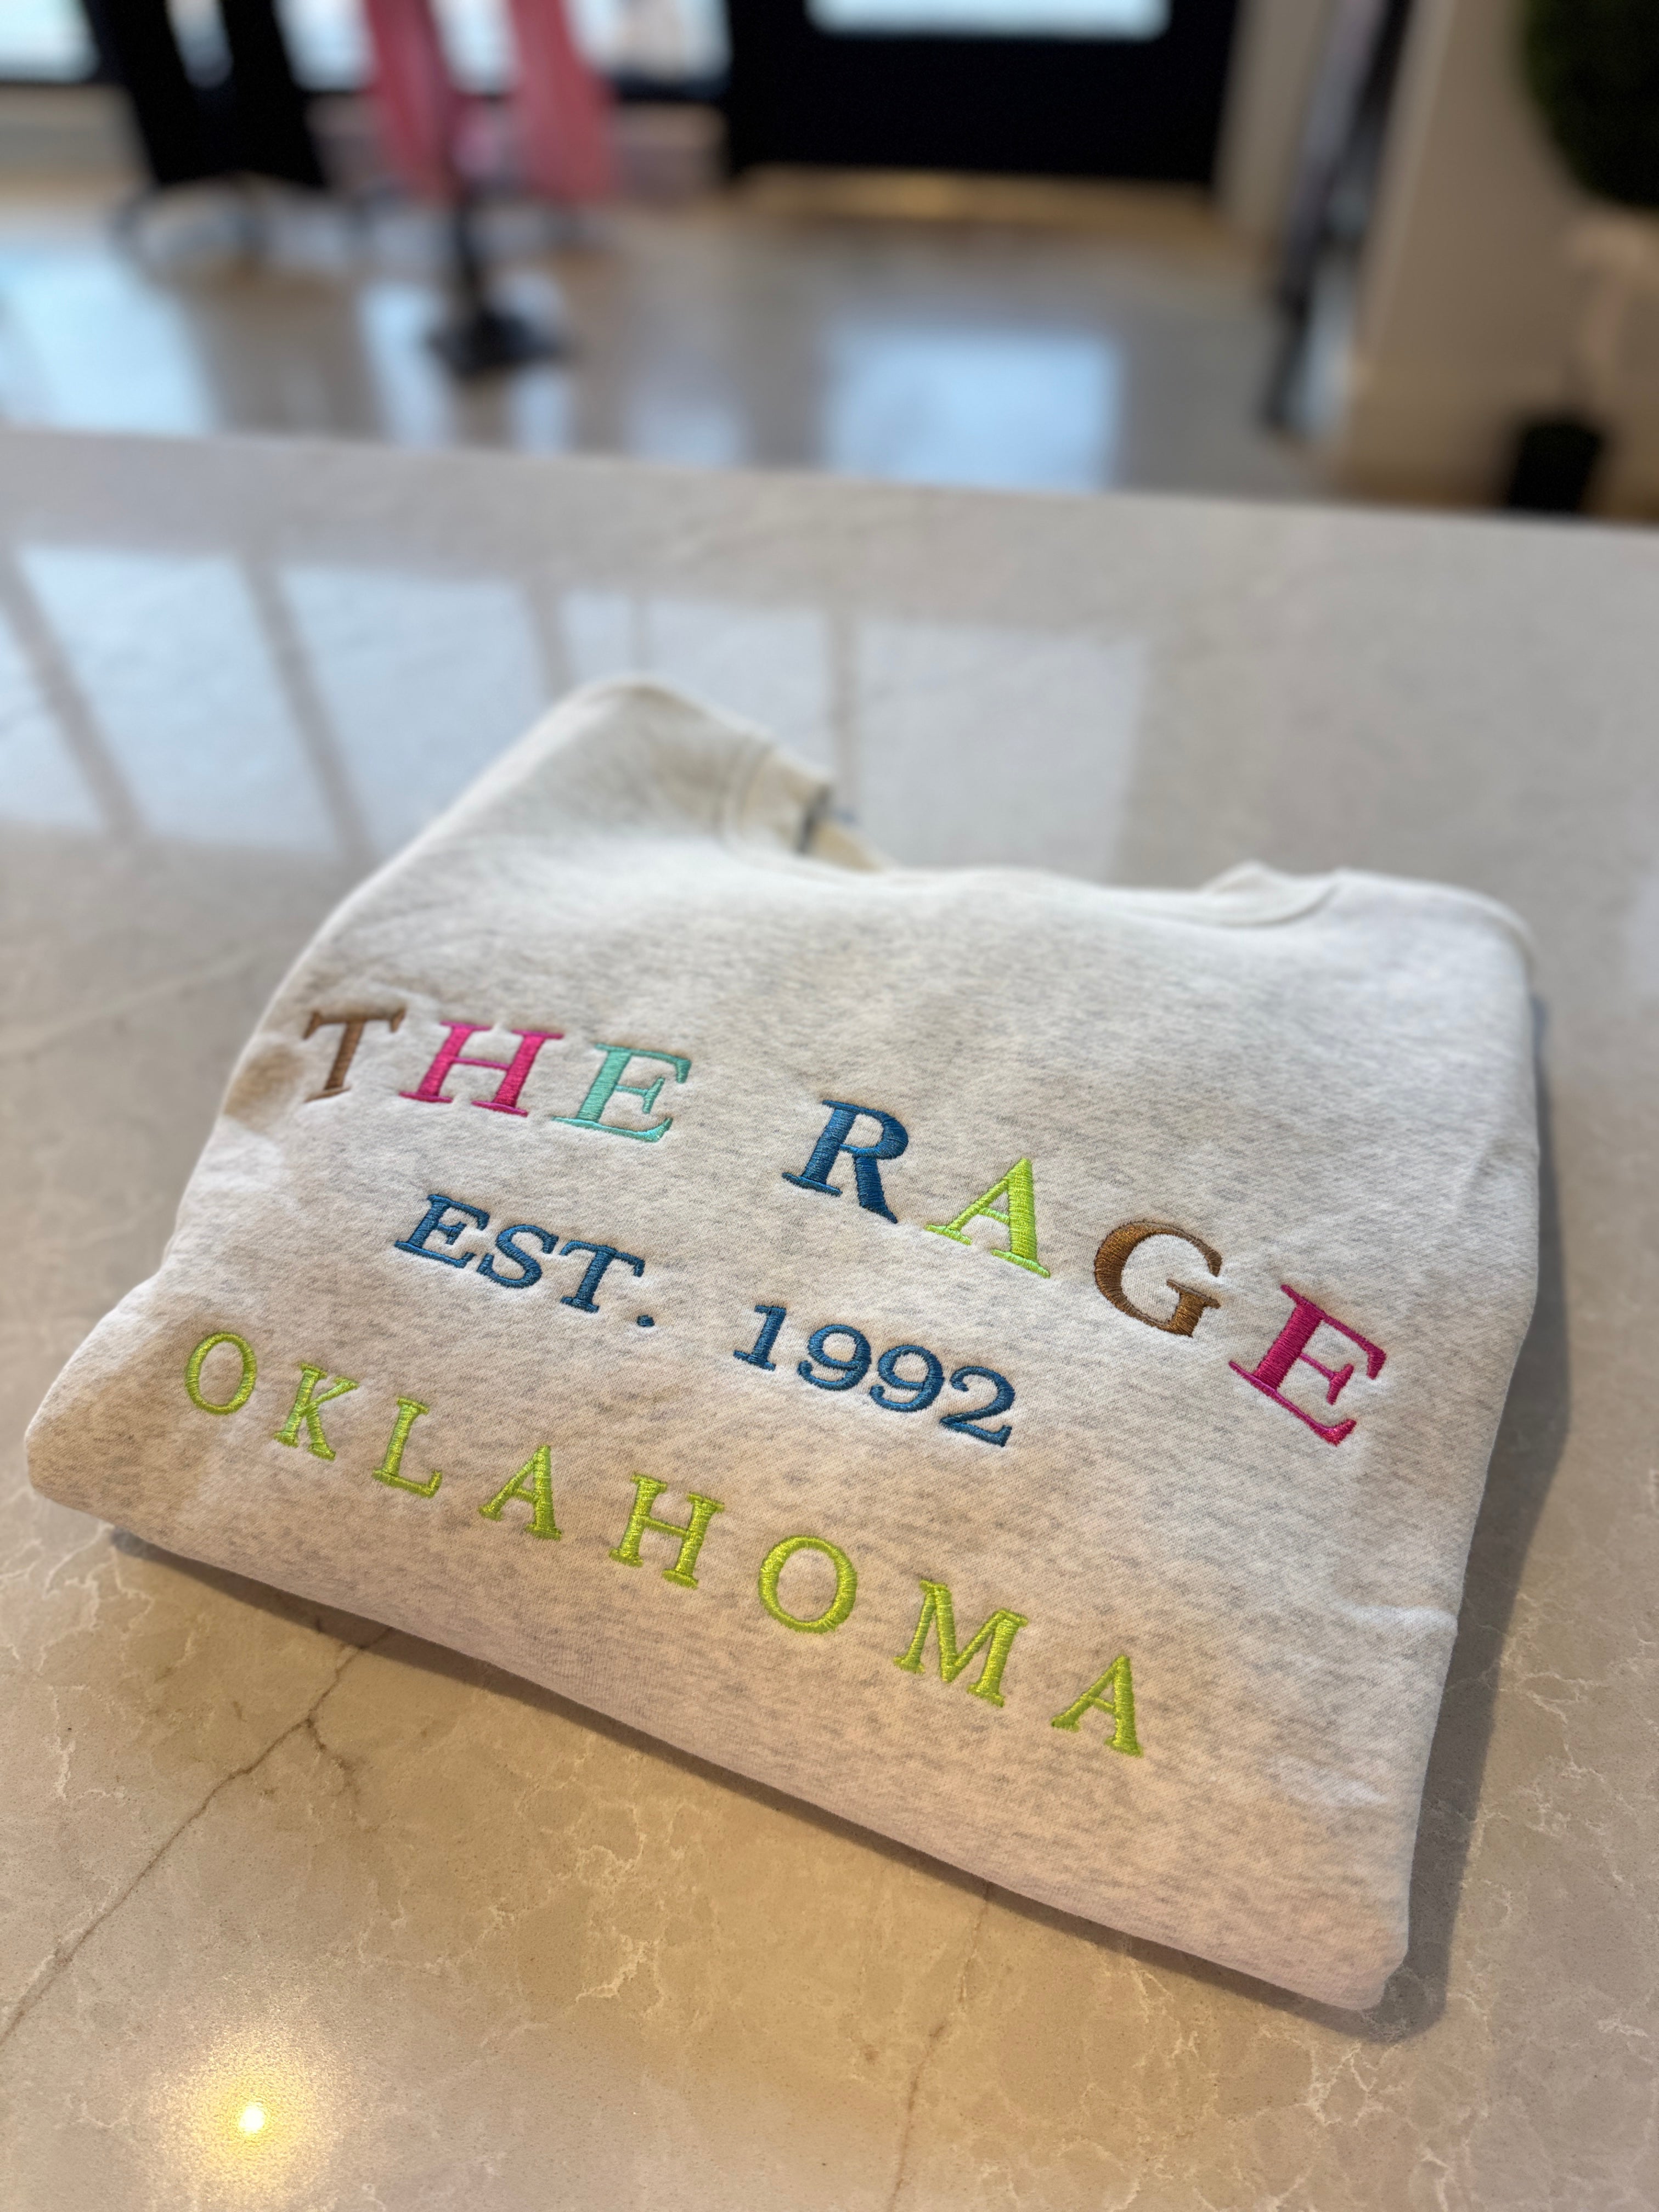 THE RAGE
EST. 1992
OKLAHOMA